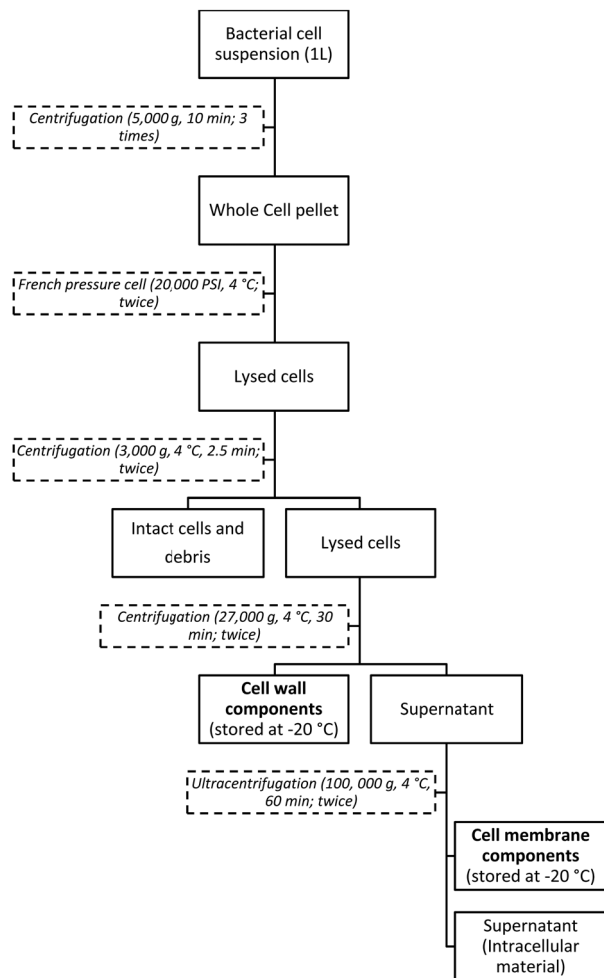 Bacterial cell
suspension (1L)
Centrifugation (5,000 g, 10 min; 3
times)
Whole Cell pellet
French pressure cell (20,000 PSI, 4 °C;
twice)
Lysed cells
Centrifugation (3,000 g, 4 °C, 2.5 min;
twice)
Intact cells and
debris
Lysed cells
Centrifugation (27,000 g, 4 °C, 30
min; twice)
Cell wall
components
(stored at -20 °C)
Supernatant
Ultracentrifugation (100, 000 g, 4 °C,
60 min; twice)
Cell membrane
components
(stored at -20 °C)
Supernatant
(Intracellular
material)